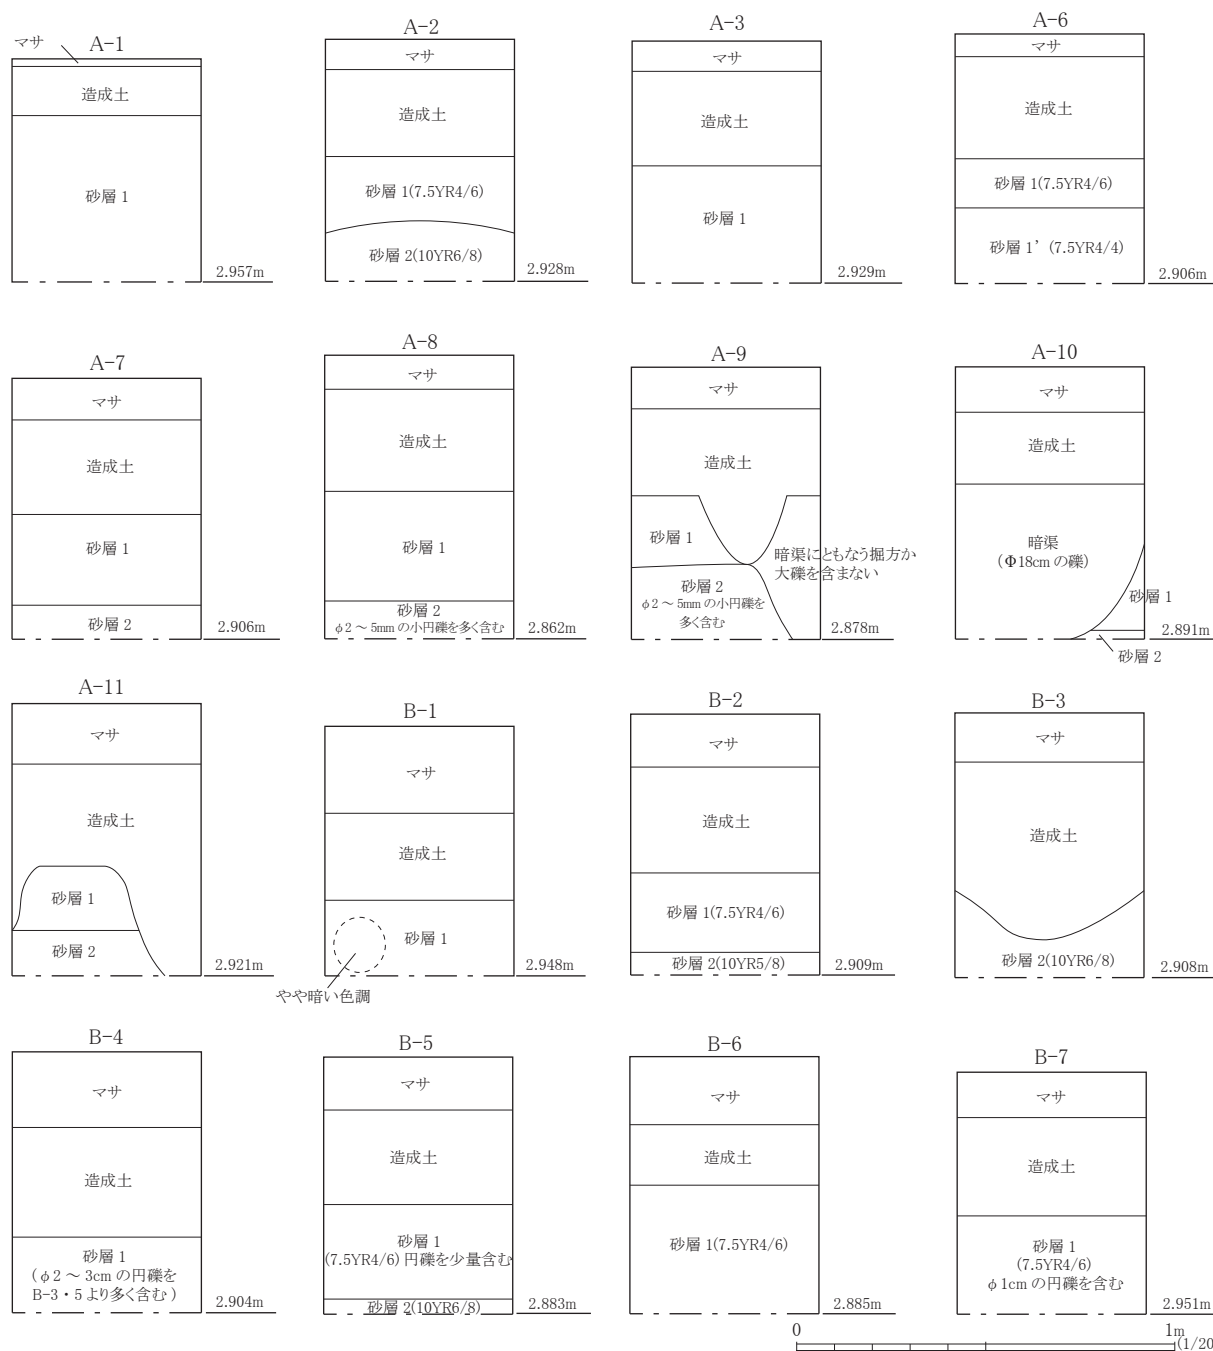 A-1
マサ
造成土
砂層 1
2.957m
A-2
マサ
造成土
砂層 1(7.5YR4/6)
砂層 2(10YR6/8)
2.928m
A-3
マサ
造成土
砂層 1
2.929m
A-6
マサ
造成土
砂層 1(7.5YR4/6)
砂層 1’ (7.5YR4/4)
2.906m
A-7
マサ
造成土
砂層 1
砂層 2
2.906m
A-8
マサ
造成土
砂層 1
砂層 2
φ2 ～ 5mm の小円礫を多く含む
2.862m
A-9
マサ
造成土
砂層 1
暗渠にともなう掘方か
大礫を含まない
砂層 2
φ2 ～ 5mm の小円礫を
多く含む
2.878m
A-10
マサ
造成土
暗渠
(Φ18cm の礫)
砂層 1
2.891m
砂層 2
A-11
マサ
造成土
砂層 1
砂層 2
2.921m
B-1
マサ
造成土
砂層 1
2.948m
やや暗い色調
B-2
マサ
造成土
砂層 1(7.5YR4/6)
砂層 2(10YR5/8)
2.909m
B-3
マサ
造成土
砂層 2(10YR6/8)
2.908m
B-4
マサ
造成土
砂層 1
(φ2 ～ 3cm の円礫を
B-3・5 より多く含む)
2.904m
B-5
マサ
造成土
砂層 1
(7.5YR4/6) 円礫を少量含む
砂層 2(10YR6/8)
2.883m
B-6
マサ
造成土
砂層 1(7.5YR4/6)
2.885m
B-7
マサ
造成土
砂層 1
(7.5YR4/6)
φ1cm の円礫を含む
2.951m
0 1m
(1/20